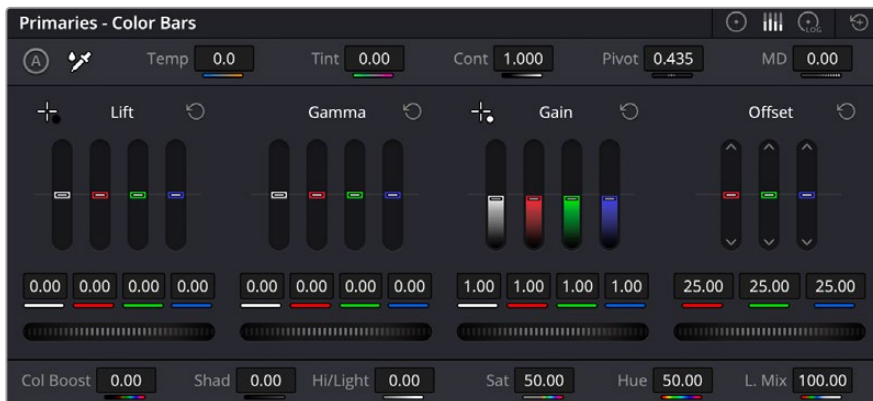 Primaries - Color Bars
LOG
A Temp 0.0 Tint 0.00 Cont 1.000 Pivot 0.435 MD 0.00
Lift Gamma Gain Offset
0.00 0.00 0.00 0.00 0.00 0.00 0.00 0.00 1.00 1.00 1.00 1.00 25.00 25.00 25.00
Col Boost 0.00 Shad 0.00 Hi/Light 0.00 Sat 50.00 Hue 50.00 L. Mix 100.00